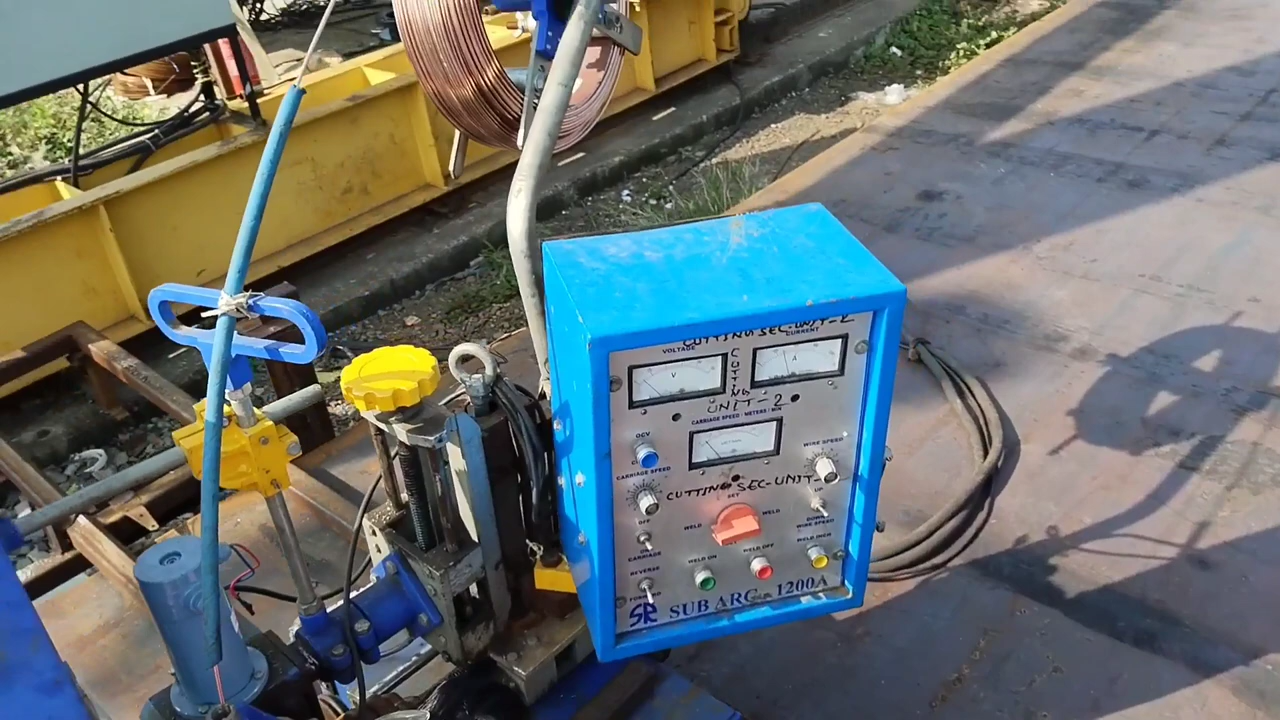 CUTTING SEC-UNIT-2
VOLTAGE
CURRENT
V
A
CUTTING
UNIT-2
CARRIAGE SPEED - METERS / MIN
OCV
WIRE SPEED
CARRIAGE SPEED
CUTTING SEC-UNIT-
SET
UP
WELD
WELD
OFF
DOWN
WIRE SPEED
ON
CARRIAGE
WELD ON
WELD OFF
WELD INCH
REVERSE
FORWARD
SR SUB ARC - 1200A